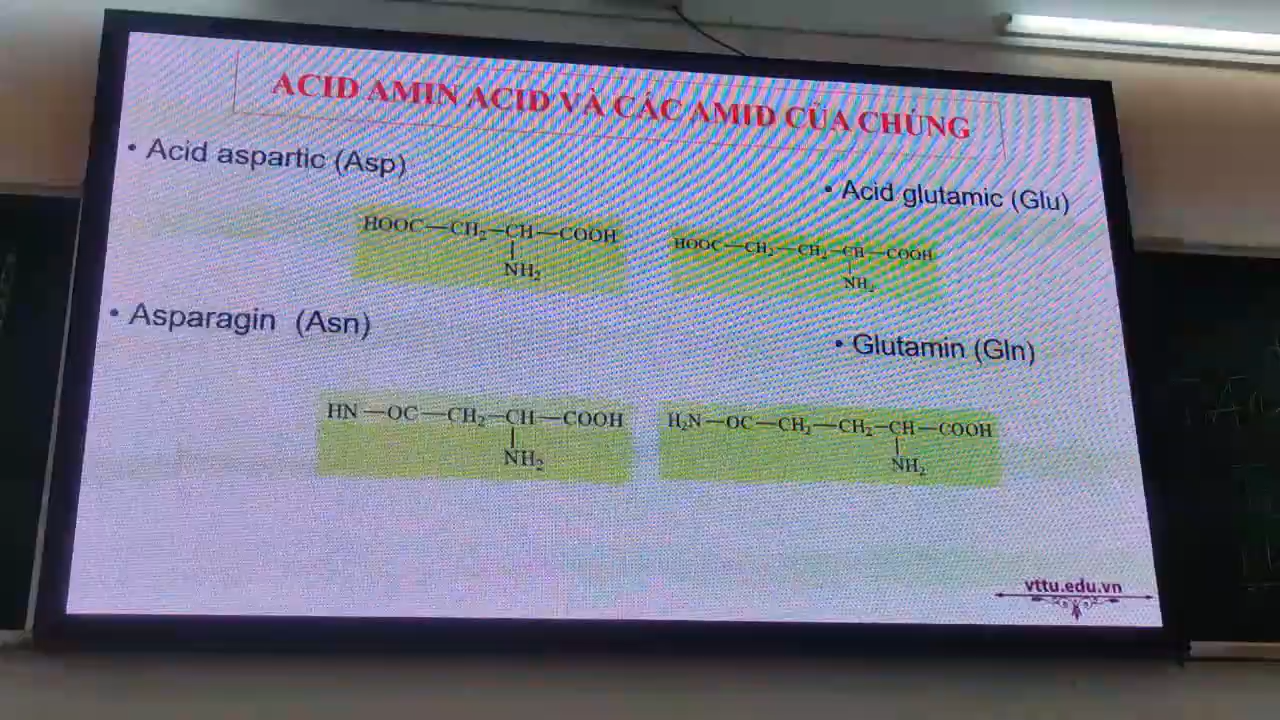 ACID AMIN ACID VÀ CÁC AMID CỦA CHÚNG
• Acid aspartic (Asp)
HOOC—CH₂—CH—COOH
NH₂
• Acid glutamic (Glu)
HOOC—CH₂—CH₂—CH—COOH
NH₂
• Asparagin (Asn)
HN—OC—CH₂—CH—COOH
NH₂
• Glutamin (Gln)
H₂N—OC—CH₂—CH₂—CH—COOH
NH₂
vttu.edu.vn